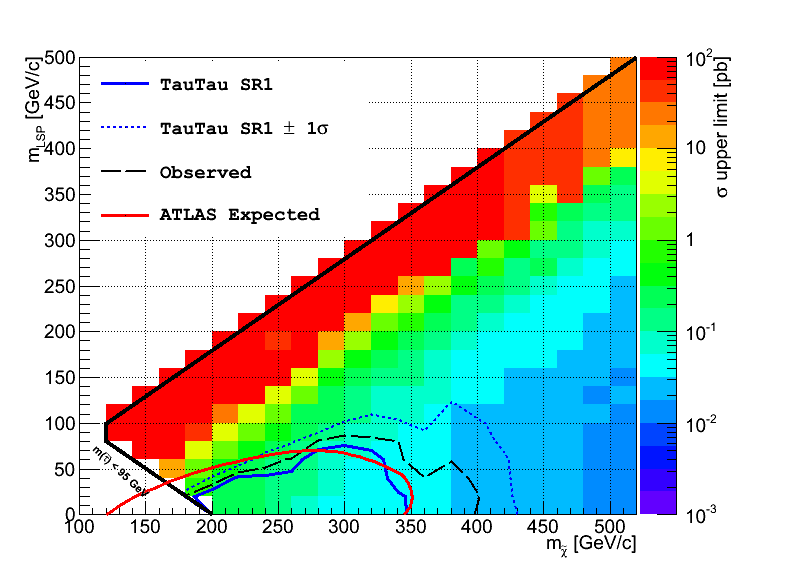 500
450
400
350
300
250
200
150
100
50
0
m_LSP [GeV/c]
TauTau SR1
TauTau SR1 ± 1σ
Observed
ATLAS Expected
m(τ̃) < 95 GeV
100 150 200 250 300 350 400 450 500
m_χ̃ [GeV/c]
10²
10
1
10⁻¹
10⁻²
10⁻³
σ upper limit [pb]